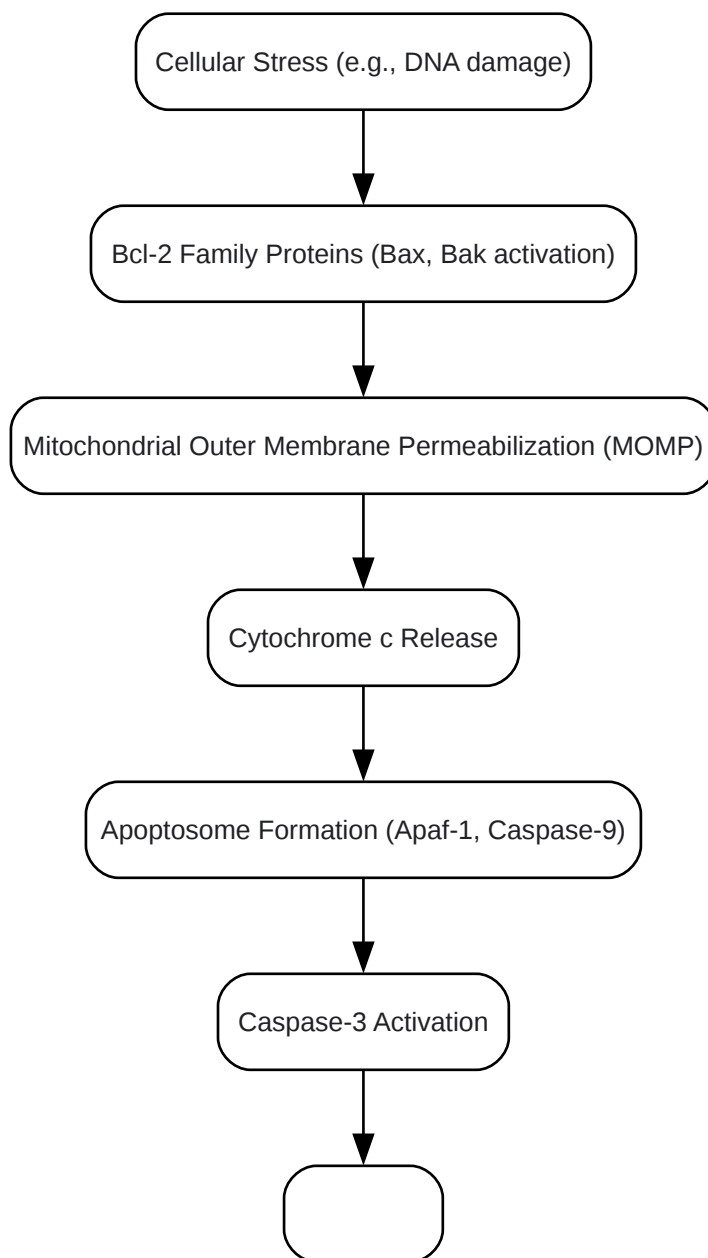 Cellular Stress (e.g., DNA damage)
Bcl-2 Family Proteins (Bax, Bak activation)
Mitochondrial Outer Membrane Permeabilization (MOMP)
Cytochrome c Release
Apoptosome Formation (Apaf-1, Caspase-9)
Caspase-3 Activation